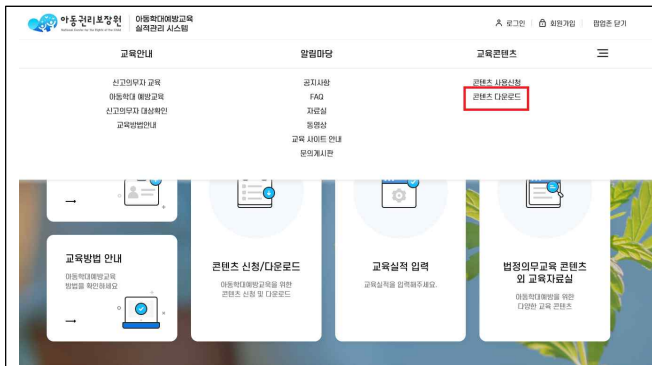 아동권리보장원
National Center for the Rights of the Child
아동학대예방교육
실적관리 시스템
로그인
회원가입
팝업존 닫기
교육안내
알림마당
교육콘텐츠
신고의무자 교육
아동학대 예방교육
신고의무자 대상확인
교육방법안내
공지사항
FAQ
자료실
동영상
교육 사이트 안내
문의게시판
콘텐츠 사용신청
콘텐츠 다운로드
교육방법 안내
아동학대예방교육
방법을 확인하세요
콘텐츠 신청/다운로드
아동학대예방교육을 위한
콘텐츠 신청 및 다운로드
교육실적 입력
교육실적을 입력해주세요.
법정의무교육 콘텐츠
외 교육자료실
아동학대예방을 위한
다양한 교육 콘텐츠